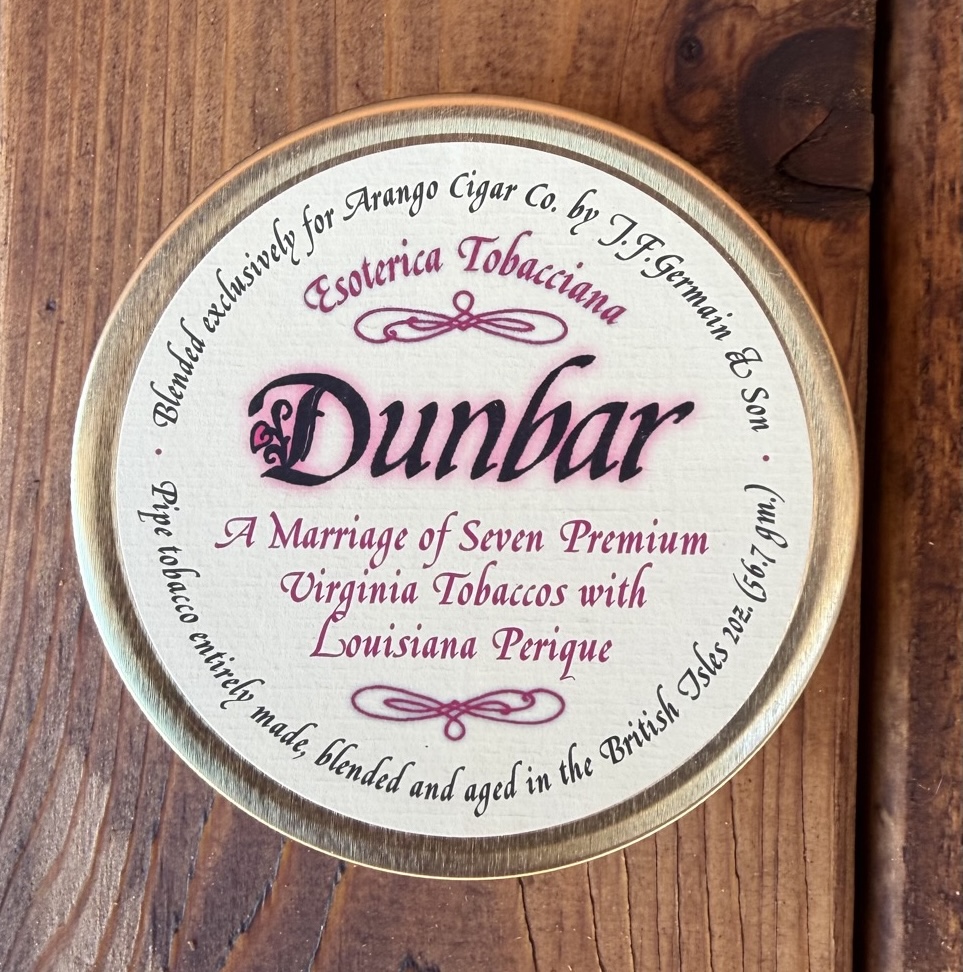 Blended exclusively for Arango Cigar Co. by J.F. Germain & Son
Esoterica Tobacciana
Dunbar
A Marriage of Seven Premium
Virginia Tobaccos with
Louisiana Perique
Pipe tobacco entirely made, blended and aged in the British Isles 2oz. (56.7 gm.)